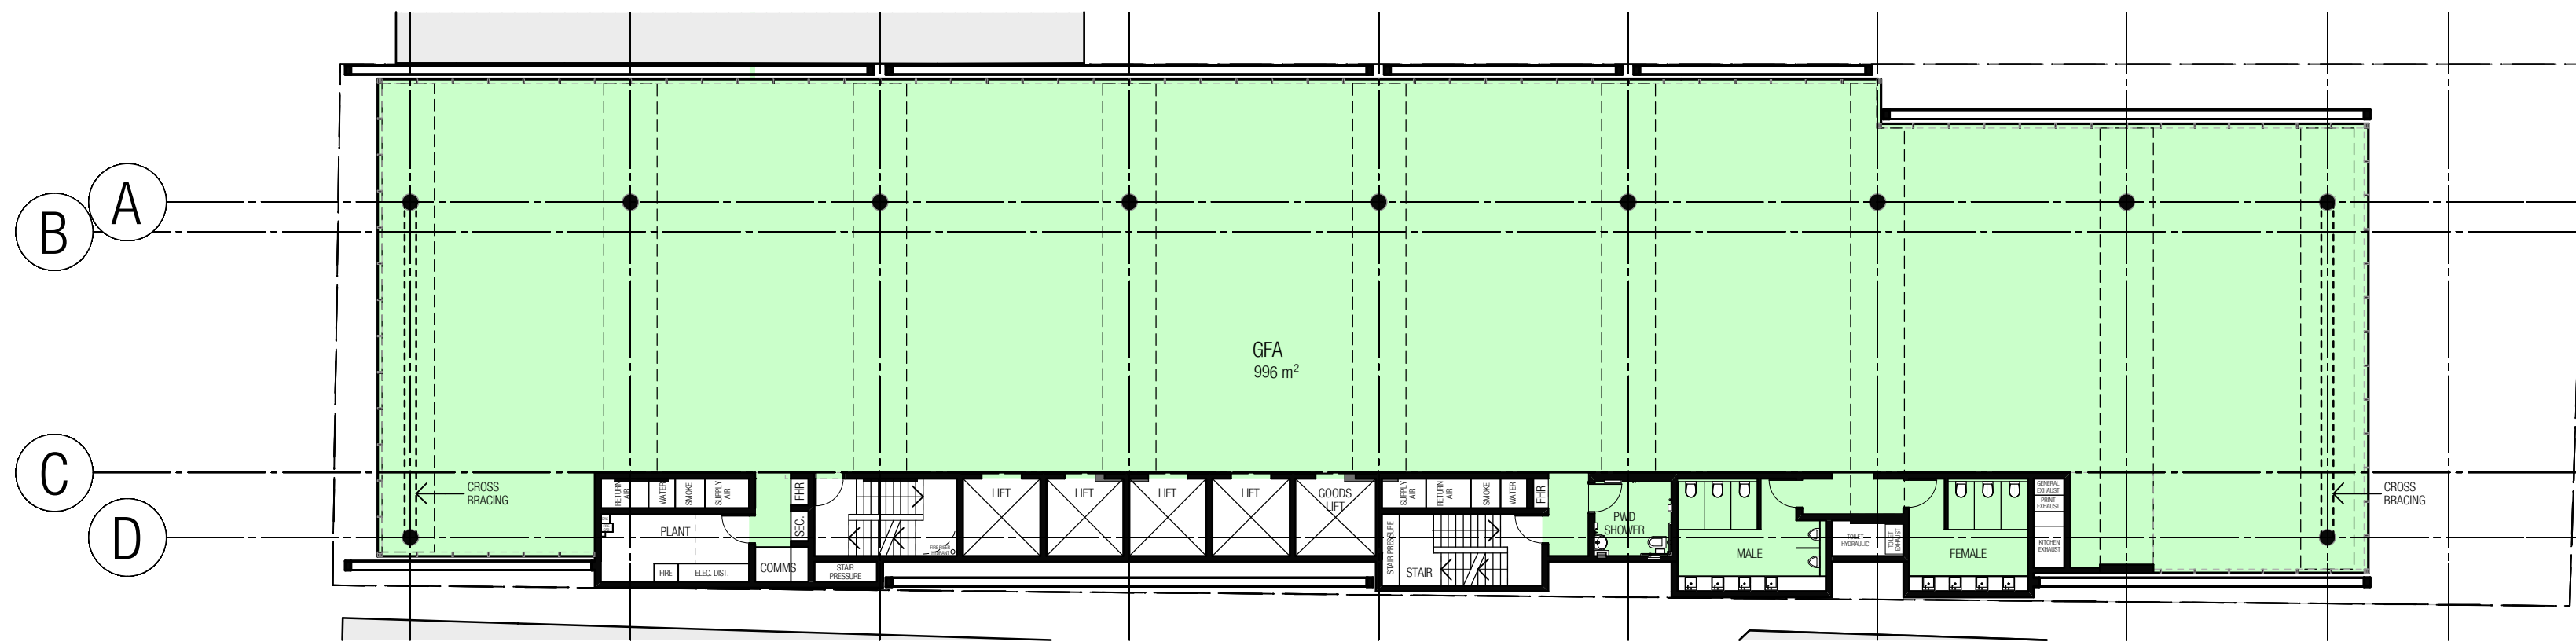 A
B
GFA
996 m²
C
D
CROSS
BRACING
RETURN
AIR
WATER
SMOKE
SUPPLY
AIR
FHR
LIFT
LIFT
LIFT
LIFT
GOODS
LIFT
SUPPLY
AIR
RETURN
AIR
SMOKE
WATER
FHR
GENERAL
EXHAUST
PRINT
EXHAUST
CROSS
BRACING
PLANT
SEC.
STAIR PRESSURE
PWD
SHOWER
MALE
HYDRAULIC
TOILET
EXHAUST
FEMALE
KITCHEN
EXHAUST
FIRE
ELEC. DIST.
COMMS
STAIR
PRESSURE
STAIR